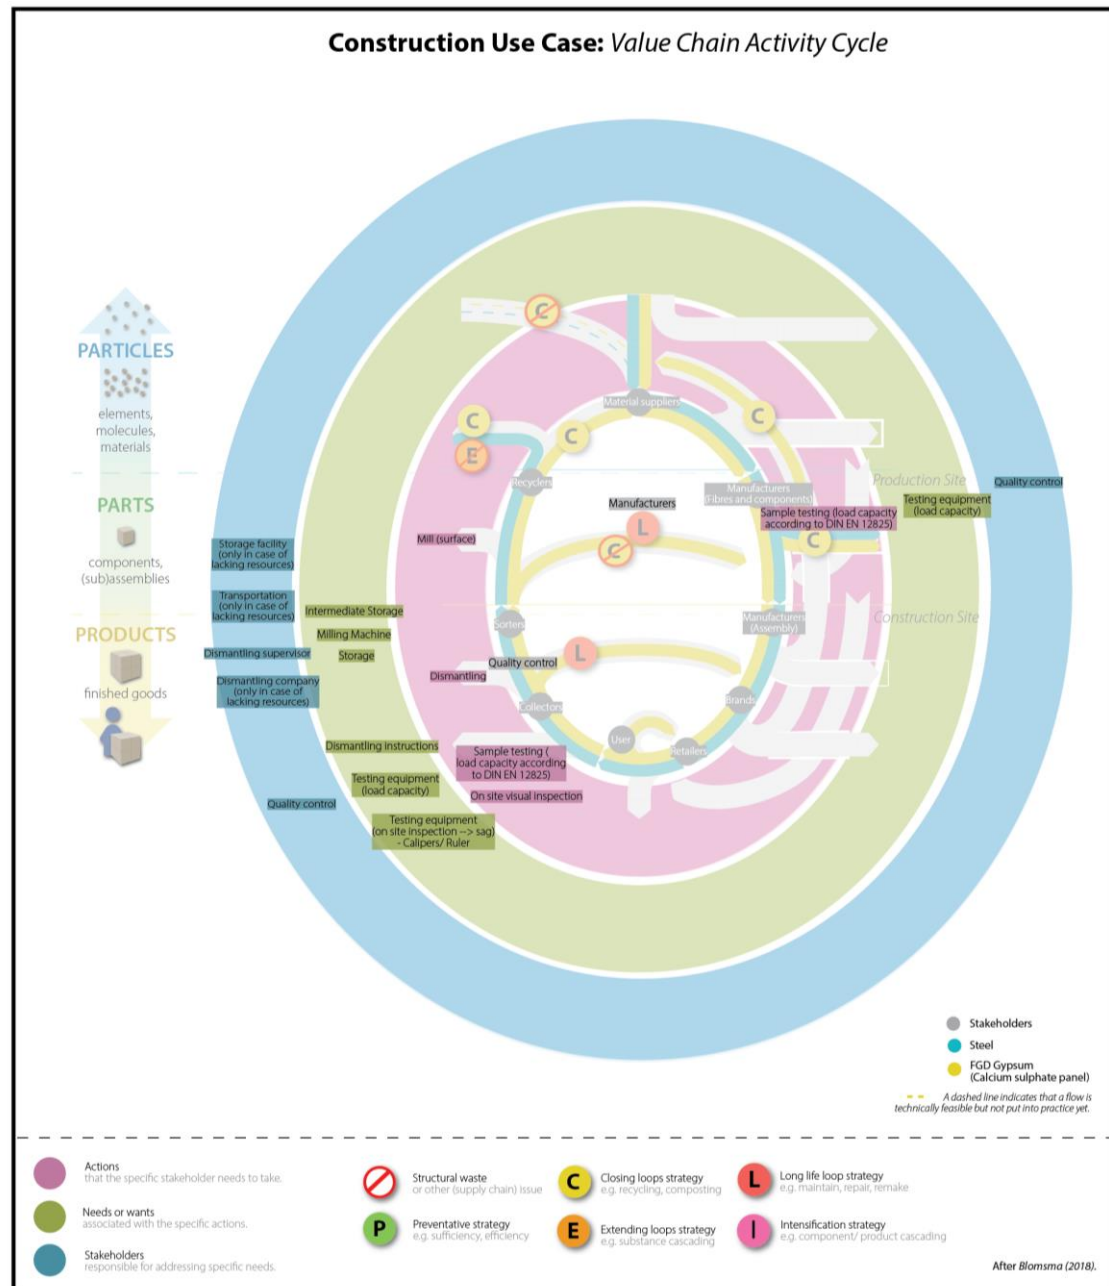 Construction Use Case: Value Chain Activity Cycle
PARTICLES
elements,
molecules,
materials
PARTS
components,
(sub)assemblies
PRODUCTS
finished goods
C
Material suppliers
C
C
C
E
Recyclers
Manufacturers
L
C
Manufacturers
(Fibres and components)
Production Site
Quality control
Testing equipment
(load capacity)
Sample testing (load capacity
according to DIN EN 12825)
C
Mill (surface)
Storage facility
(only in case of
lacking resources)
Transportation
(only in case of
lacking resources)
Intermediate Storage
Milling Machine
Storage
Dismantling supervisor
Dismantling company
(only in case of
lacking resources)
Sorters
Manufacturers
(Assembly)
Construction Site
Quality control
L
Dismantling
Collectors
Brands
User
Retailers
Dismantling instructions
Sample testing (
load capacity according
to DIN EN 12825)
Testing equipment
(load capacity)
On site visual inspection
Quality control
Testing equipment
(on site inspection --> sag)
- Calipers/ Ruler
Stakeholders
Steel
FGD Gypsum
(Calcium sulphate panel)
A dashed line indicates that a flow is
technically feasible but not put into practice yet.
Actions
that the specific stakeholder needs to take.
Needs or wants
associated with the specific actions.
Stakeholders
responsible for addressing specific needs.
Structural waste
or other (supply chain) issue
P
Preventative strategy
e.g. sufficiency, efficiency
C
Closing loops strategy
e.g. recycling, composting
E
Extending loops strategy
e.g. substance cascading
L
Long life loop strategy
e.g. maintain, repair, remake
I
Intensification strategy
e.g. component/ product cascading
After Blomsma (2018).